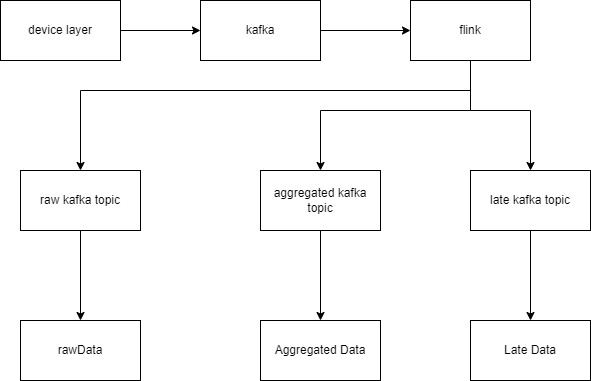 device layer
kafka
flink
raw kafka topic
aggregated kafka
topic
late kafka topic
rawData
Aggregated Data
Late Data